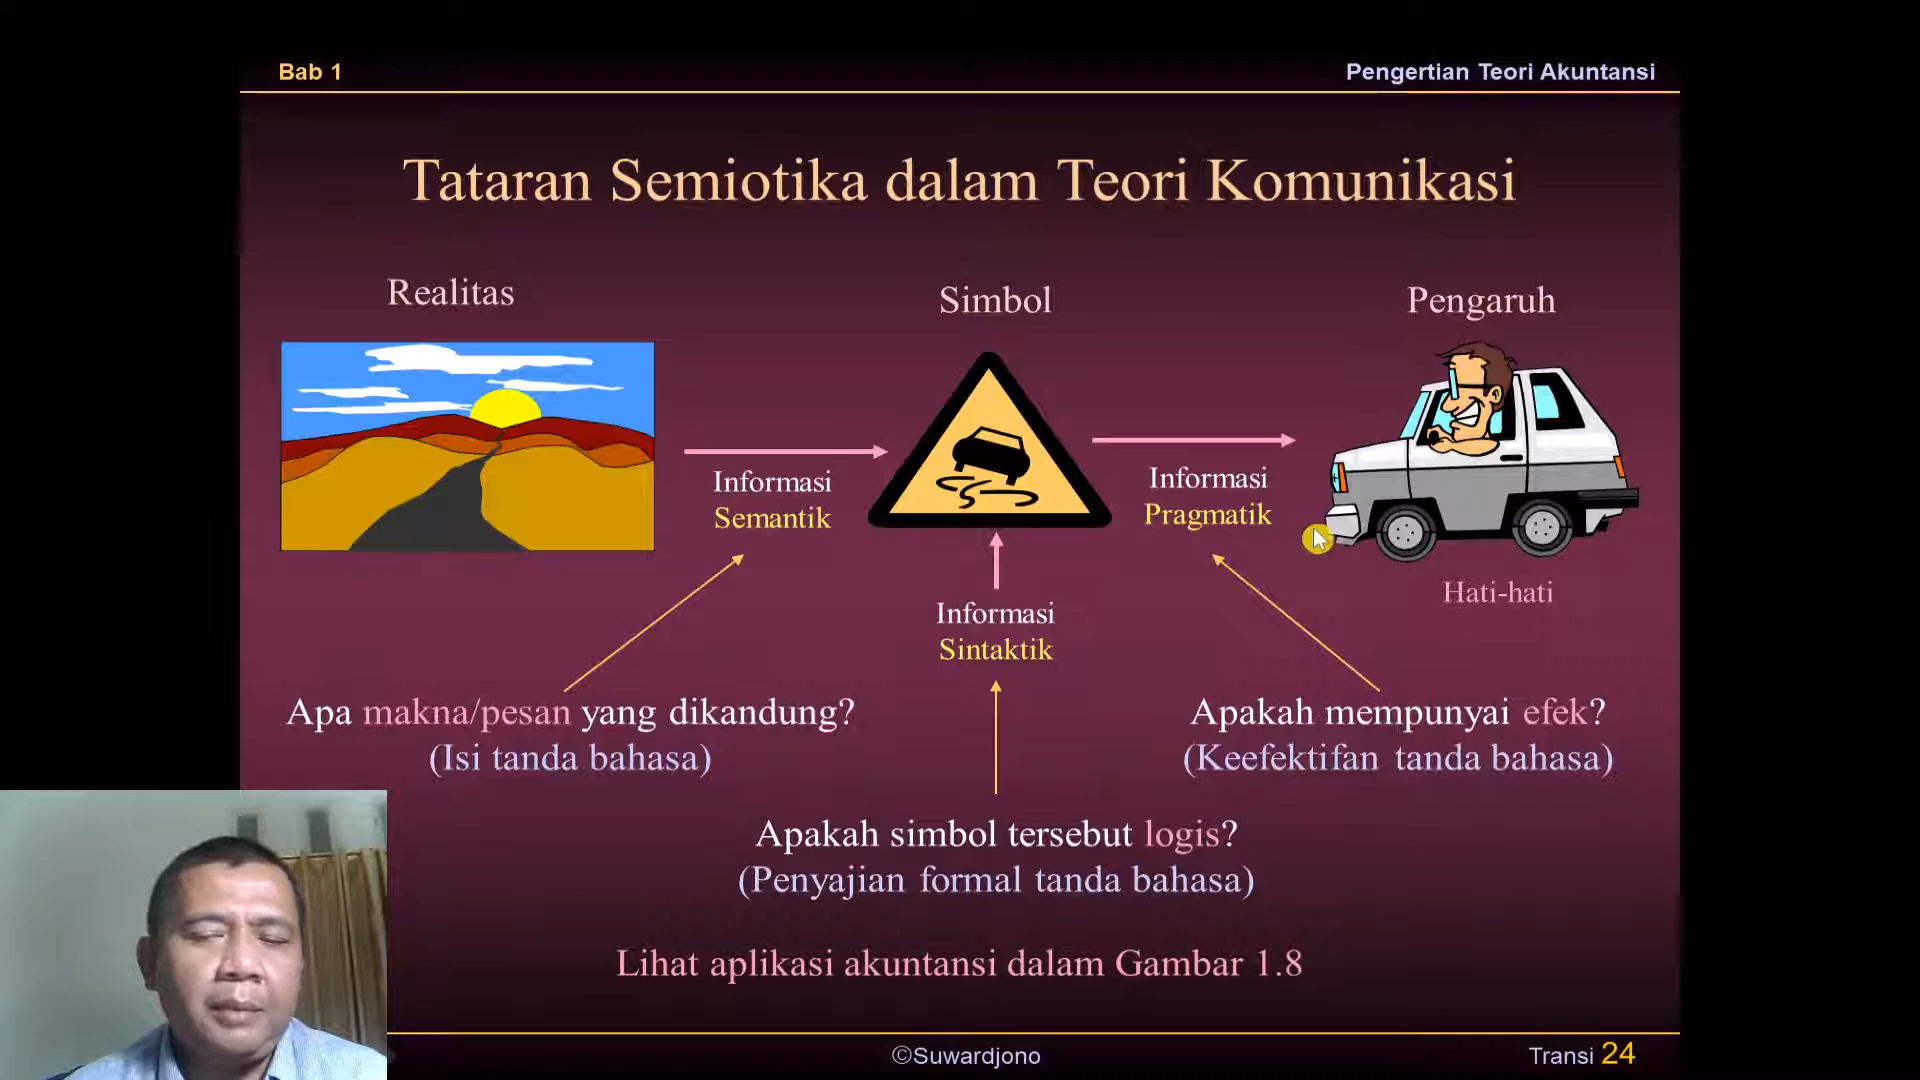 Bab 1
Pengertian Teori Akuntansi
Tataran Semiotika dalam Teori Komunikasi
Realitas
Simbol
Pengaruh
Informasi
Semantik
Informasi
Pragmatik
Hati-hati
Informasi
Sintaktik
Apa makna/pesan yang dikandung?
(Isi tanda bahasa)
Apakah mempunyai efek?
(Keefektifan tanda bahasa)
Apakah simbol tersebut logis?
(Penyajian formal tanda bahasa)
Lihat aplikasi akuntansi dalam Gambar 1.8
©Suwardjono
Transi 24